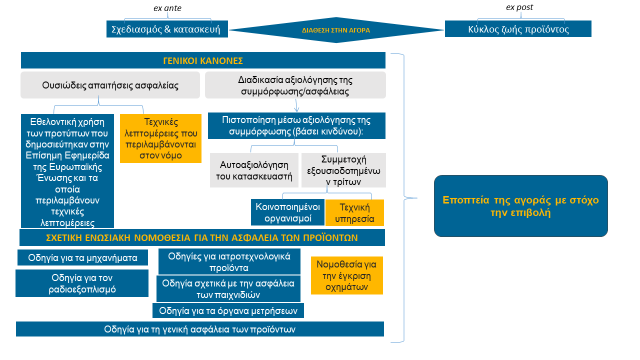 ex ante
ex post
Σχεδιασμός & κατασκευή
ΔΙΑΘΕΣΗ ΣΤΗΝ ΑΓΟΡΑ
Κύκλος ζωής προϊόντος
ΓΕΝΙΚΟΙ ΚΑΝΟΝΕΣ
Ουσιώδεις απαιτήσεις ασφαλείας
Διαδικασία αξιολόγησης της
συμμόρφωσης/ασφάλειας
Εθελοντική χρήση
των προτύπων που
δημοσιεύτηκαν στην
Επίσημη Εφημερίδα
της Ευρωπαϊκής
Ένωσης και τα
οποία
περιλαμβάνουν
τεχνικές
λεπτομέρειες
Τεχνικές
λεπτομέρειες που
περιλαμβάνονται
στον νόμο
Πιστοποίηση μέσω αξιολόγησης της
συμμόρφωσης (βάσει κινδύνου):
Αυτοαξιολόγηση
του κατασκευαστή
Συμμετοχή
εξουσιοδοτημένω
ν τρίτων
Κοινοποιημένοι
οργανισμοί
Τεχνική
υπηρεσία
Εποπτεία της αγοράς με στόχο
την επιβολή
ΣΧΕΤΙΚΗ ΕΝΩΣΙΑΚΗ ΝΟΜΟΘΕΣΙΑ ΓΙΑ ΤΗΝ ΑΣΦΑΛΕΙΑ ΤΩΝ ΠΡΟΪΟΝΤΩΝ
Οδηγία για τα μηχανήματα
Οδηγία για τον
ραδιοεξοπλισμό
Οδηγίες για ιατροτεχνολογικά
προϊόντα
Οδηγία σχετικά με την ασφάλεια
των παιχνιδιών
Οδηγία για τα όργανα μετρήσεων
Νομοθεσία για
την έγκριση
οχημάτων
Οδηγία για τη γενική ασφάλεια των προϊόντων